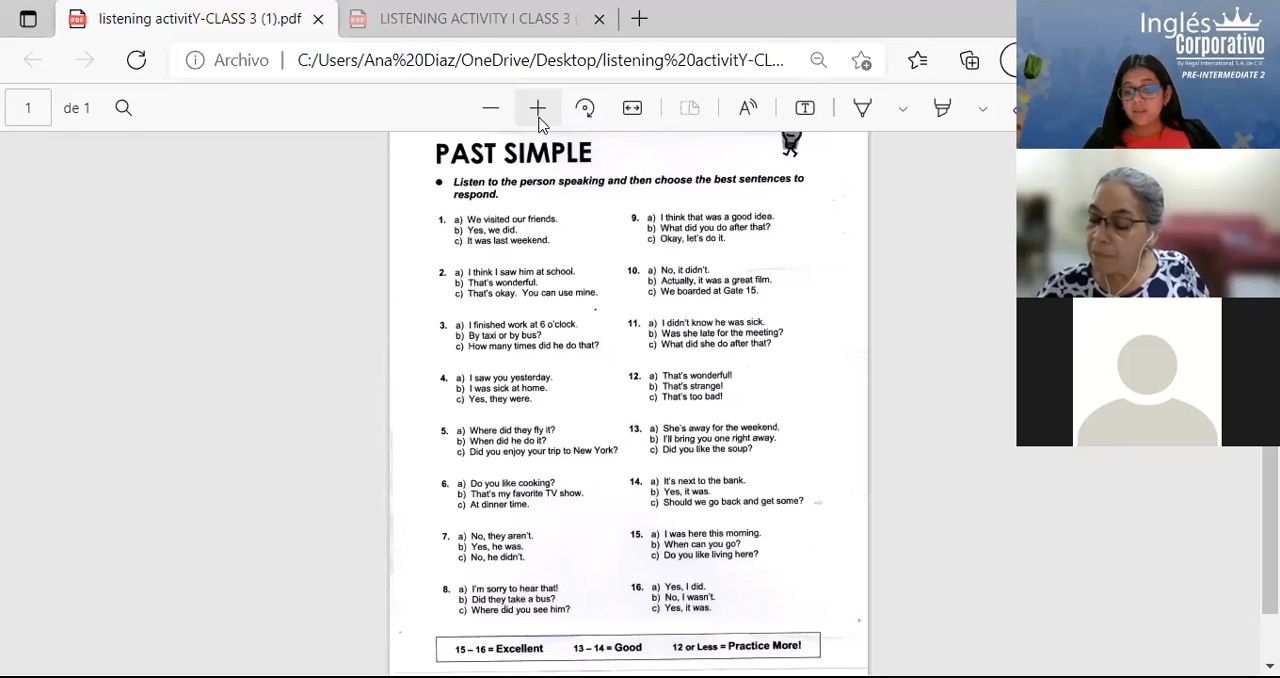 listening activitY-CLASS 3 (1).pdf
LISTENING ACTIVITY I CLASS 3 (
Archivo
C:/Users/Ana%20Diaz/OneDrive/Desktop/listening%20activitY-CL...
1
de 1
Inglés
Corporativo
By Regal International, S.A. de C.V.
PRE-INTERMEDIATE 2
PAST SIMPLE
Listen to the person speaking and then choose the best sentences to
respond.
1. a) We visited our friends.
b) Yes, we did.
c) It was last weekend.
2. a) I think I saw him at school.
b) That's wonderful.
c) That's okay. You can use mine.
3. a) I finished work at 6 o'clock.
b) By taxi or by bus?
c) How many times did he do that?
4. a) I saw you yesterday.
b) I was sick at home.
c) Yes, they were.
5. a) Where did they fly it?
b) When did he do it?
c) Did you enjoy your trip to New York?
6. a) Do you like cooking?
b) That's my favorite TV show.
c) At dinner time.
7. a) No, they aren't.
b) Yes, he was.
c) No, he didn't.
8. a) I'm sorry to hear that!
b) Did they take a bus?
c) Where did you see him?
9. a) I think that was a good idea.
b) What did you do after that?
c) Okay, let's do it.
10. a) No, it didn't.
b) Actually, it was a great film.
c) We boarded at Gate 15.
11. a) I didn't know he was sick.
b) Was she late for the meeting?
c) What did she do after that?
12. a) That's wonderful!
b) That's strange!
c) That's too bad!
13. a) She's away for the weekend.
b) I'll bring you one right away.
c) Did you like the soup?
14. a) It's next to the bank.
b) Yes, it was.
c) Should we go back and get some?
15. a) I was here this morning.
b) When can you go?
c) Do you like living here?
16. a) Yes, I did.
b) No, I wasn't.
c) Yes, it was.
15 – 16 = Excellent 13 – 14 = Good 12 or Less = Practice More!